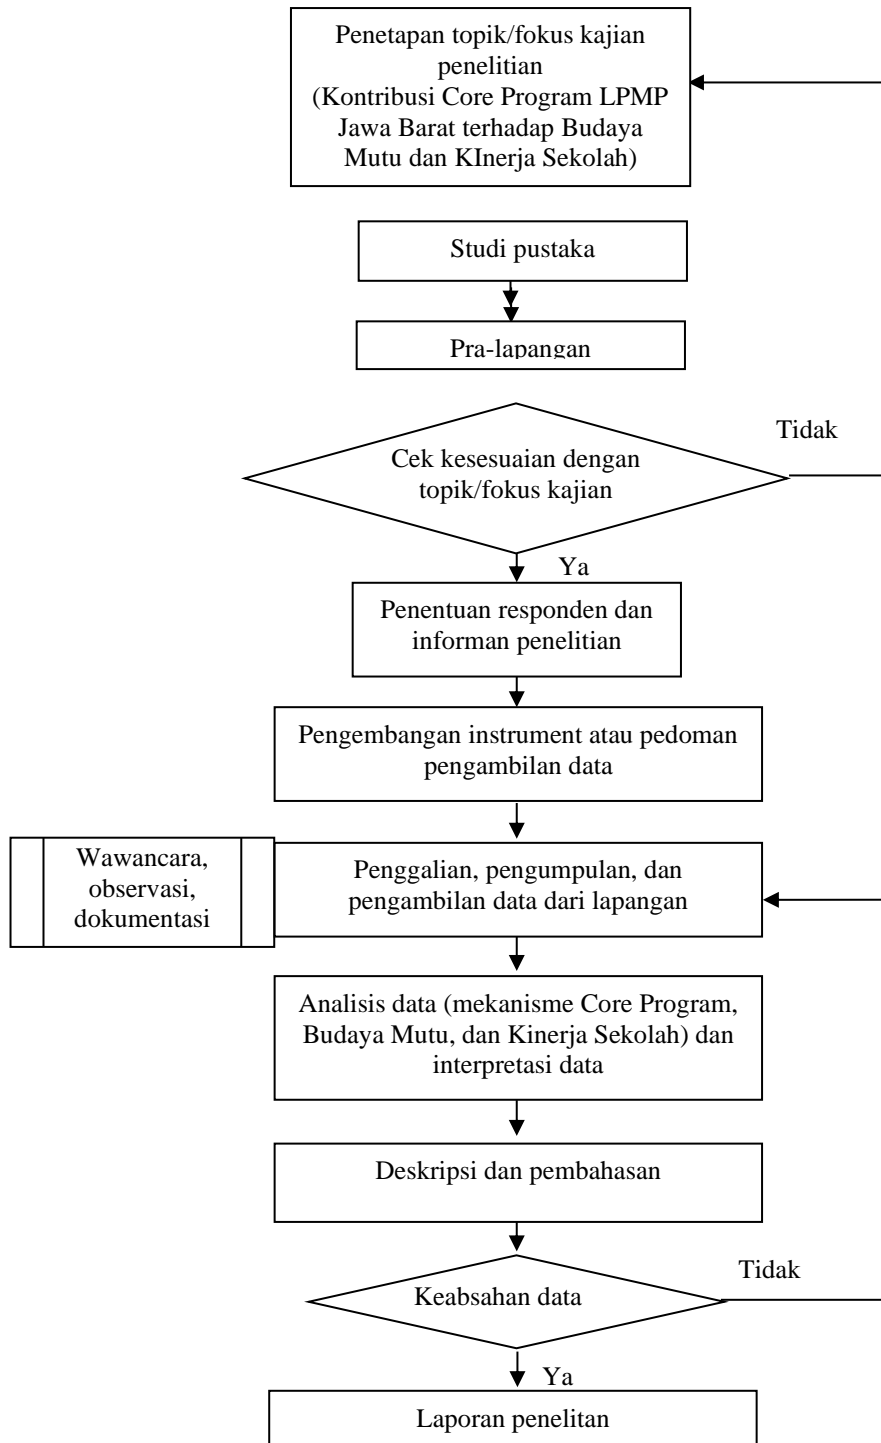 Penetapan topik/fokus kajian
penelitian
(Kontribusi Core Program LPMP
Jawa Barat terhadap Budaya
Mutu dan KInerja Sekolah)
Studi pustaka
Pra-lapangan
Tidak
Cek kesesuaian dengan
topik/fokus kajian
Ya
Penentuan responden dan
informan penelitian
Pengembangan instrument atau pedoman
pengambilan data
Wawancara,
observasi,
dokumentasi
Penggalian, pengumpulan, dan
pengambilan data dari lapangan
Analisis data (mekanisme Core Program,
Budaya Mutu, dan Kinerja Sekolah) dan
interpretasi data
Deskripsi dan pembahasan
Tidak
Keabsahan data
Ya
Laporan penelitan